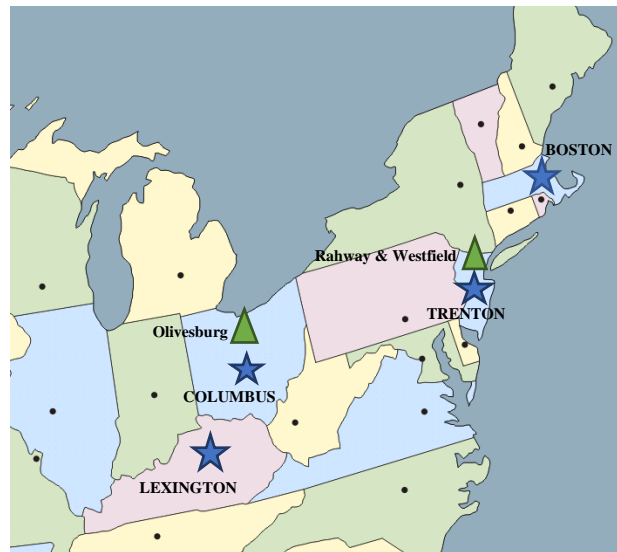 BOSTON
Rahway & Westfield
TRENTON
Olivesburg
COLUMBUS
LEXINGTON